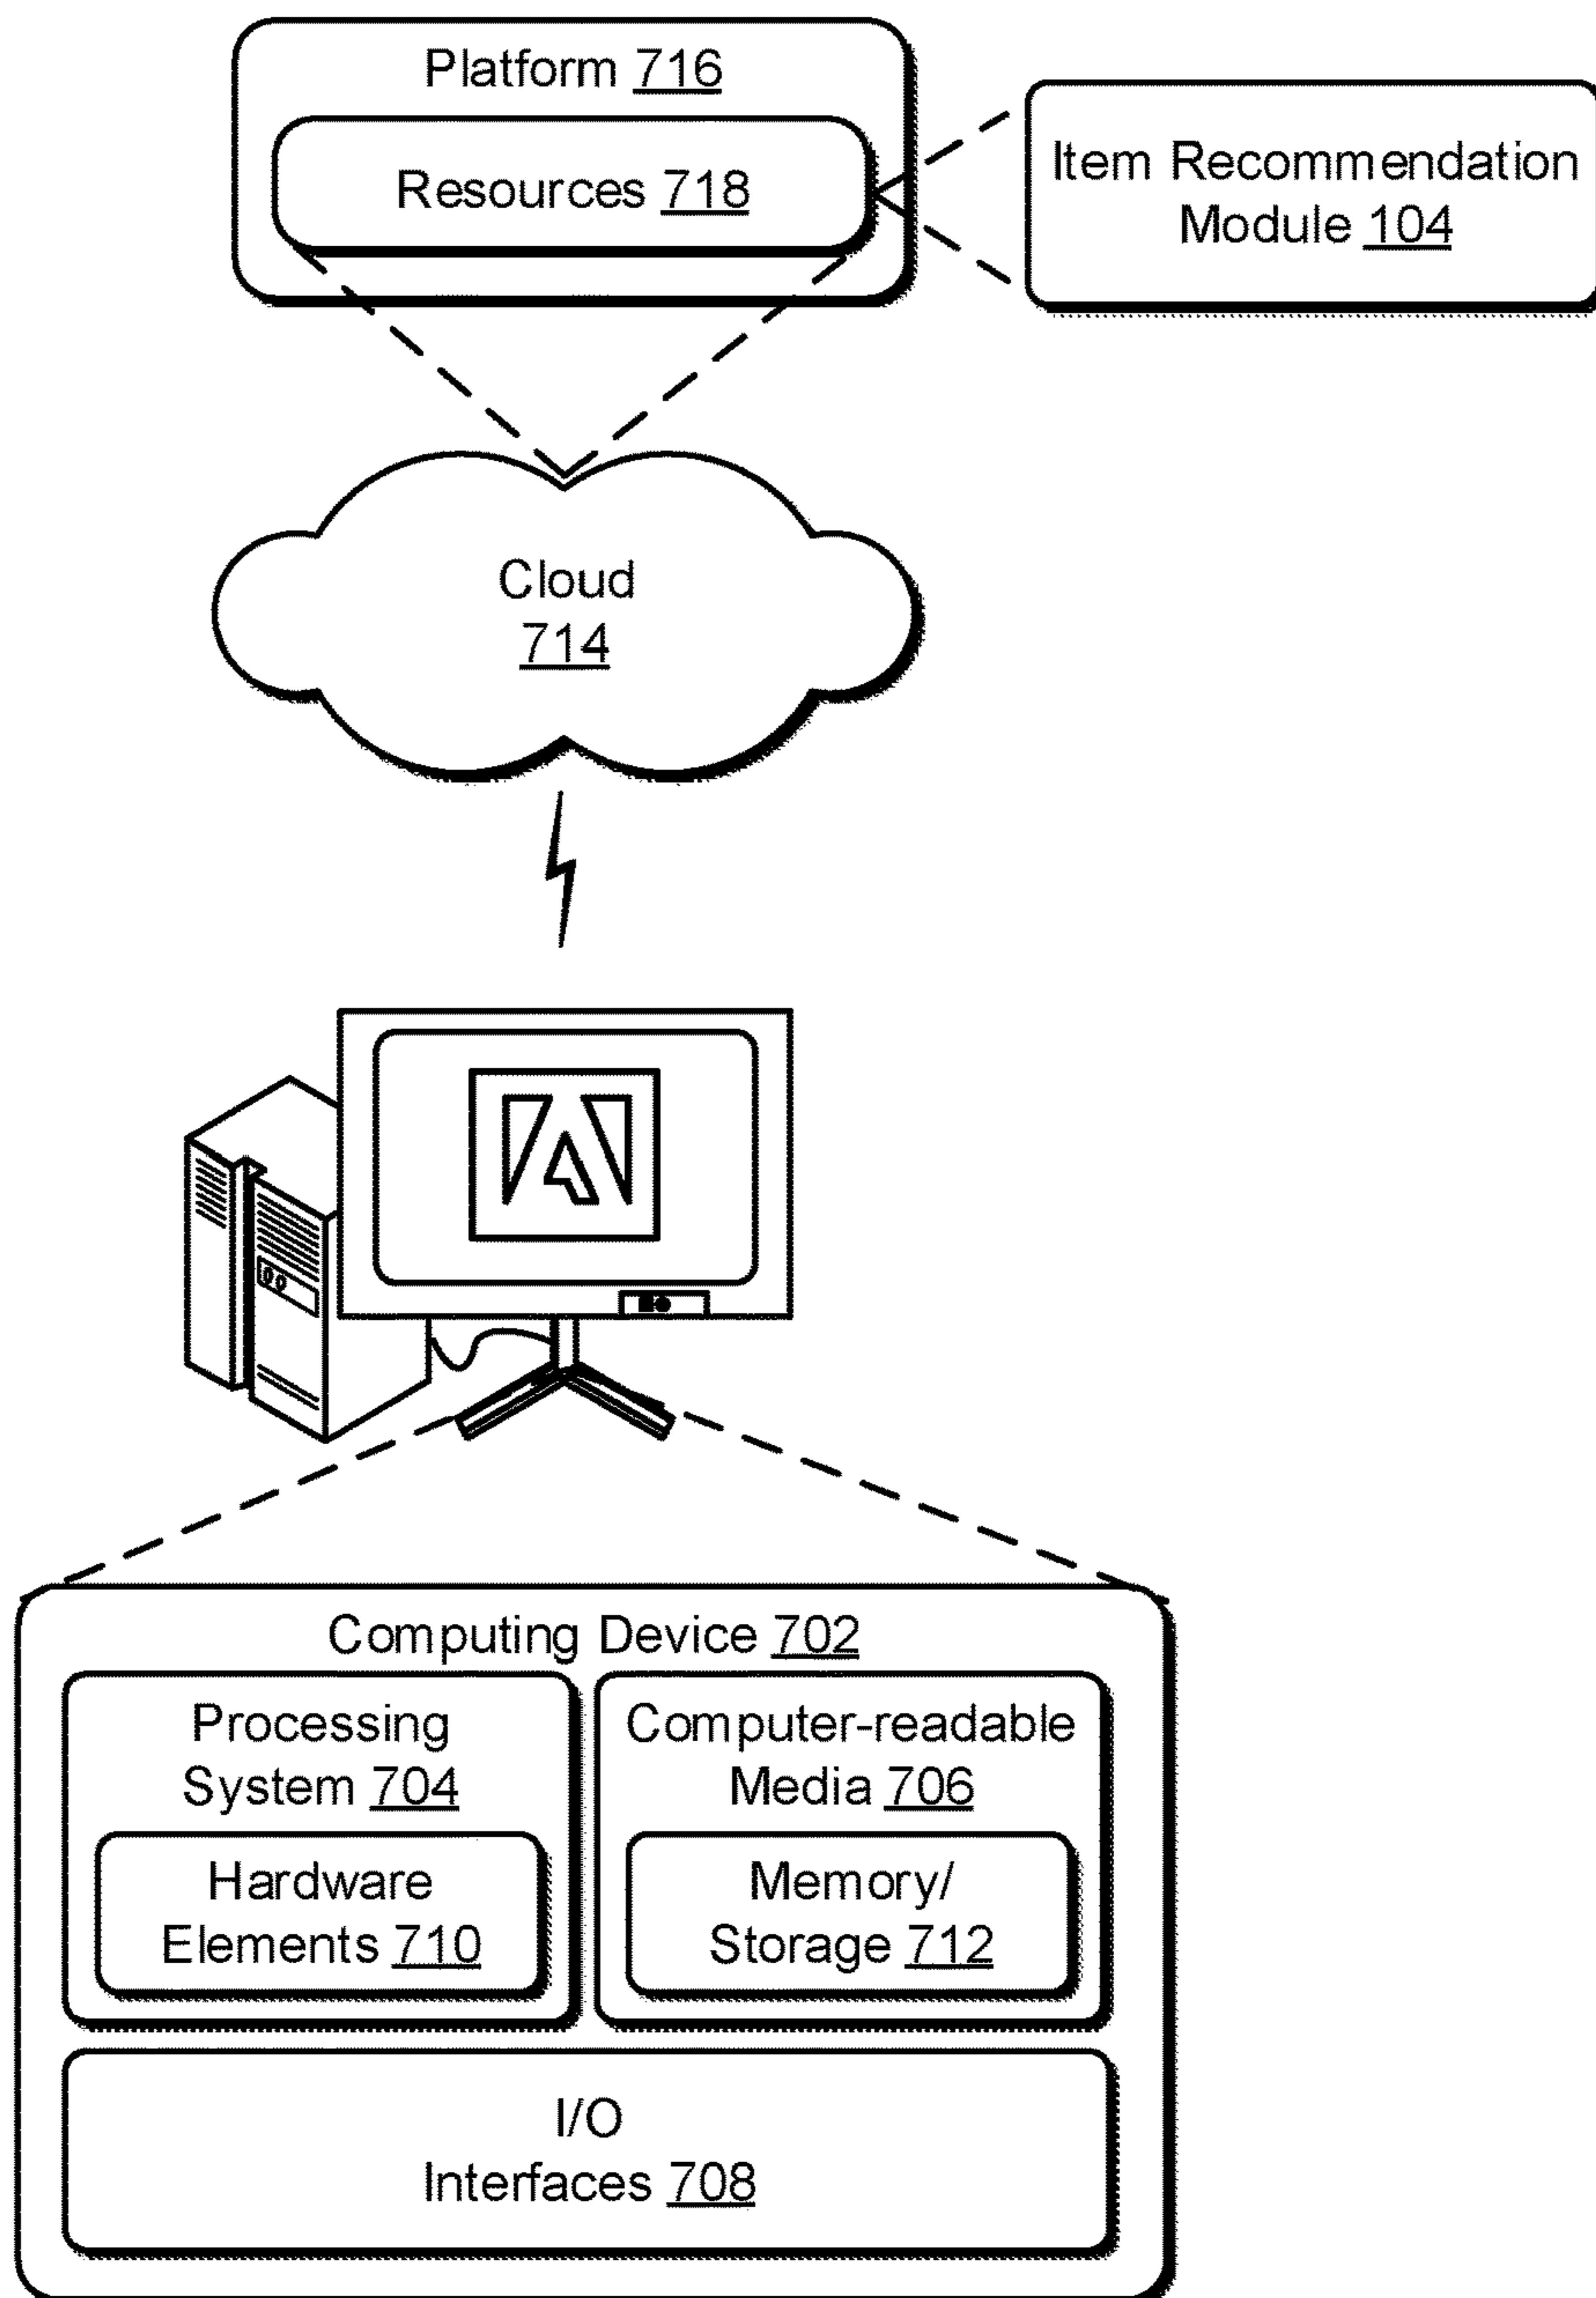 Platform 716
Resources 718
Item Recommendation
Module 104
Cloud
714
Computing Device 702
Processing
System 704
Hardware
Elements 710
Computer-readable
Media 706
Memory/
Storage 712
I/O
Interfaces 708